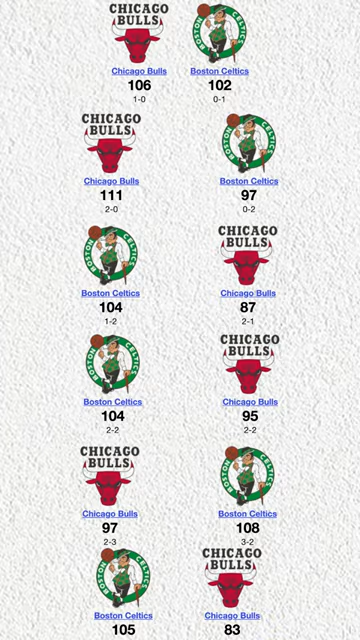 CHICAGO BULLS BOSTON CELTICS
Chicago Bulls Boston Celtics
106 102
1-0 0-1
CHICAGO BULLS BOSTON CELTICS
Chicago Bulls Boston Celtics
111 97
2-0 0-2
BOSTON CELTICS CHICAGO BULLS
Boston Celtics Chicago Bulls
104 87
1-2 2-1
BOSTON CELTICS CHICAGO BULLS
Boston Celtics Chicago Bulls
104 95
2-2 2-2
CHICAGO BULLS BOSTON CELTICS
Chicago Bulls Boston Celtics
97 108
2-3 3-2
BOSTON CELTICS CHICAGO BULLS
Boston Celtics Chicago Bulls
105 83